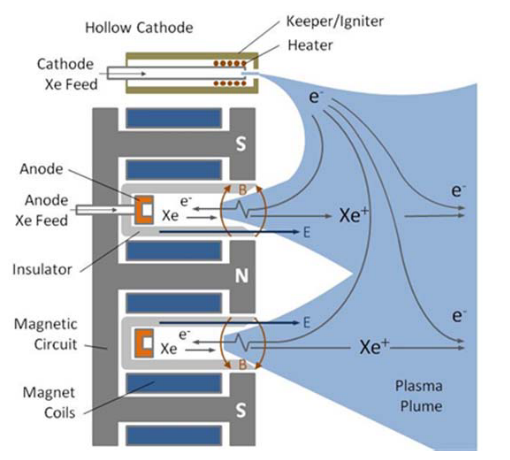 Hollow Cathode
Keeper/Igniter
Heater
Cathode
Xe Feed
e-
S
Anode
Anode
Xe Feed
e-
Xe
B
Xe+
e-
E
Insulator
N
Magnetic
Circuit
E
e-
Xe
B
Xe+
e-
Magnet
Coils
S
Plasma
Plume